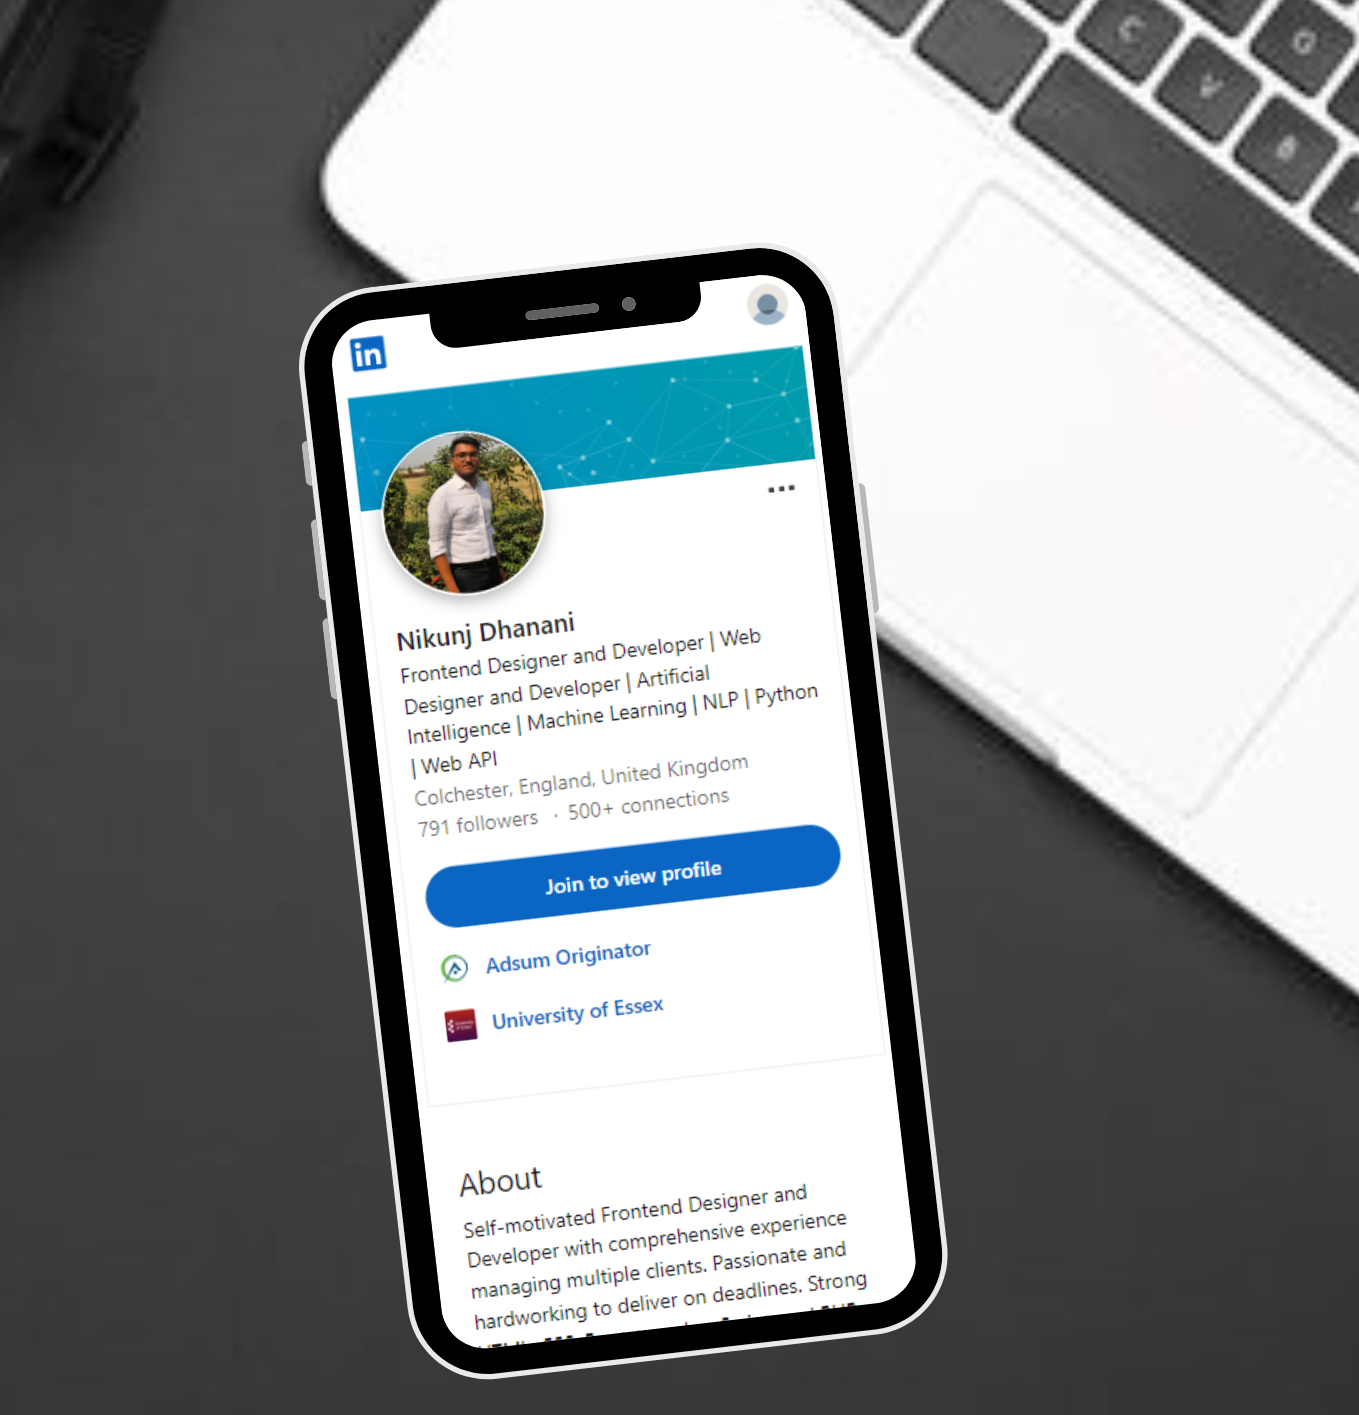 C
G
V
B
in
Nikunj Dhanani
Frontend Designer and Developer | Web
Designer and Developer | Artificial
Intelligence | Machine Learning | NLP | Python
| Web API
Colchester, England, United Kingdom
791 followers · 500+ connections
Join to view profile
Adsum Originator
University of Essex
About
Self-motivated Frontend Designer and
Developer with comprehensive experience
managing multiple clients. Passionate and
hardworking to deliver on deadlines. Strong